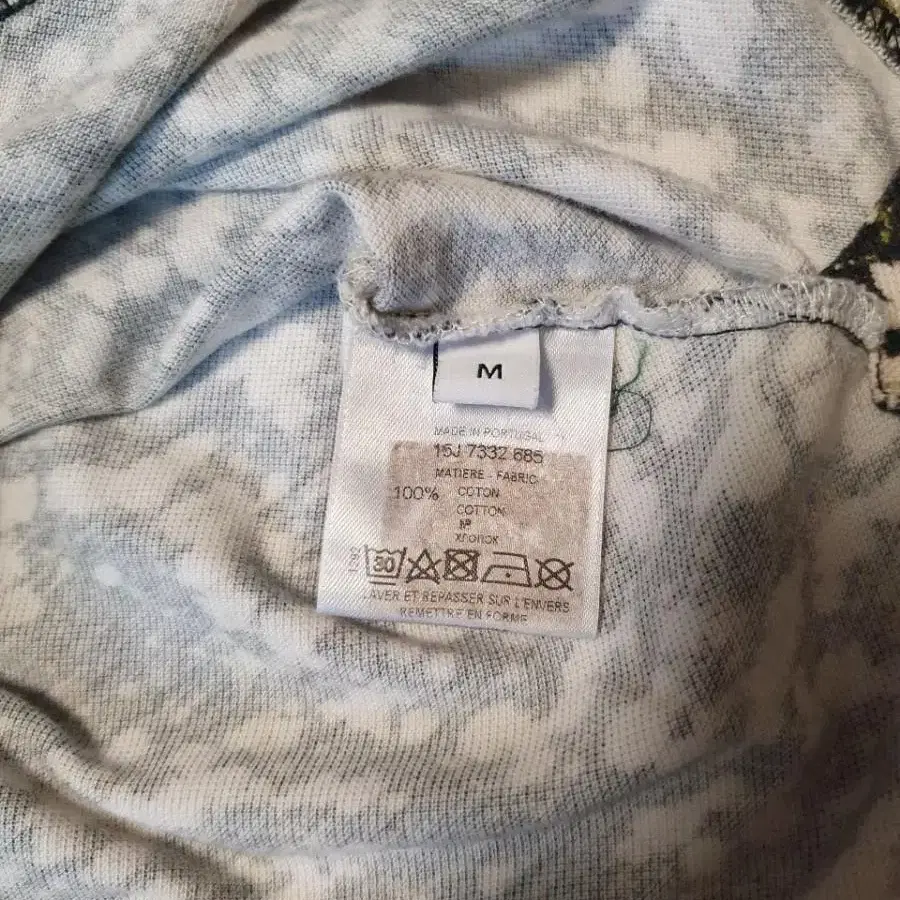 M
MADE IN PORTUGAL
15J 7332 685
MATIERE - FABRIC
100% COTON
COTTON
ХЛОПОК
30
LAVER ET REPASSER SUR L'ENVERS
REMETTRE EN FORME